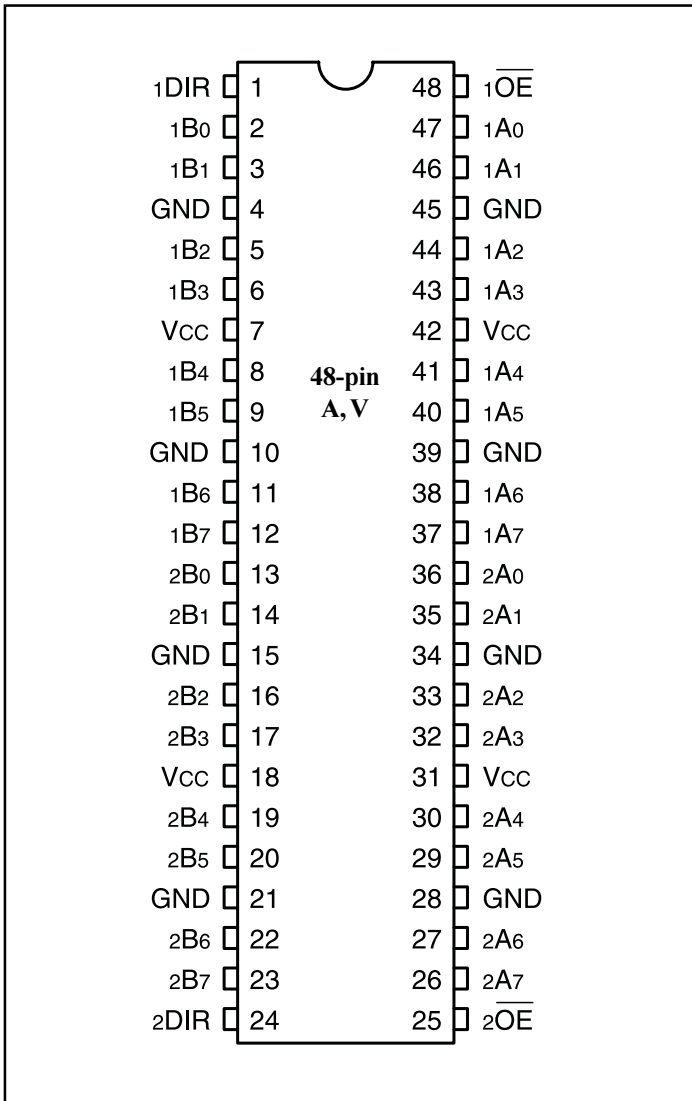 1DIR 1 48 1O̅E̅
1B0 2 47 1A0
1B1 3 46 1A1
GND 4 45 GND
1B2 5 44 1A2
1B3 6 43 1A3
VCC 7 42 VCC
1B4 8 48-pin 41 1A4
1B5 9 A, V 40 1A5
GND 10 39 GND
1B6 11 38 1A6
1B7 12 37 1A7
2B0 13 36 2A0
2B1 14 35 2A1
GND 15 34 GND
2B2 16 33 2A2
2B3 17 32 2A3
VCC 18 31 VCC
2B4 19 30 2A4
2B5 20 29 2A5
GND 21 28 GND
2B6 22 27 2A6
2B7 23 26 2A7
2DIR 24 25 2O̅E̅